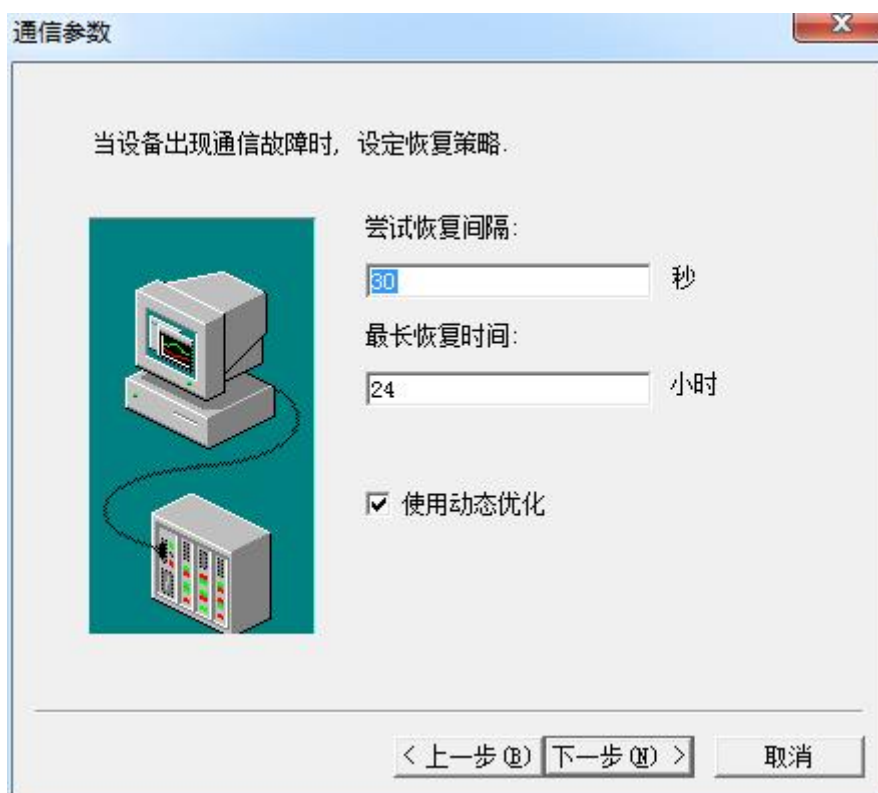 通信参数
当设备出现通信故障时，设定恢复策略.
尝试恢复间隔:
30 秒
最长恢复时间:
24 小时
使用动态优化
< 上一步(B) 下一步(N) > 取消